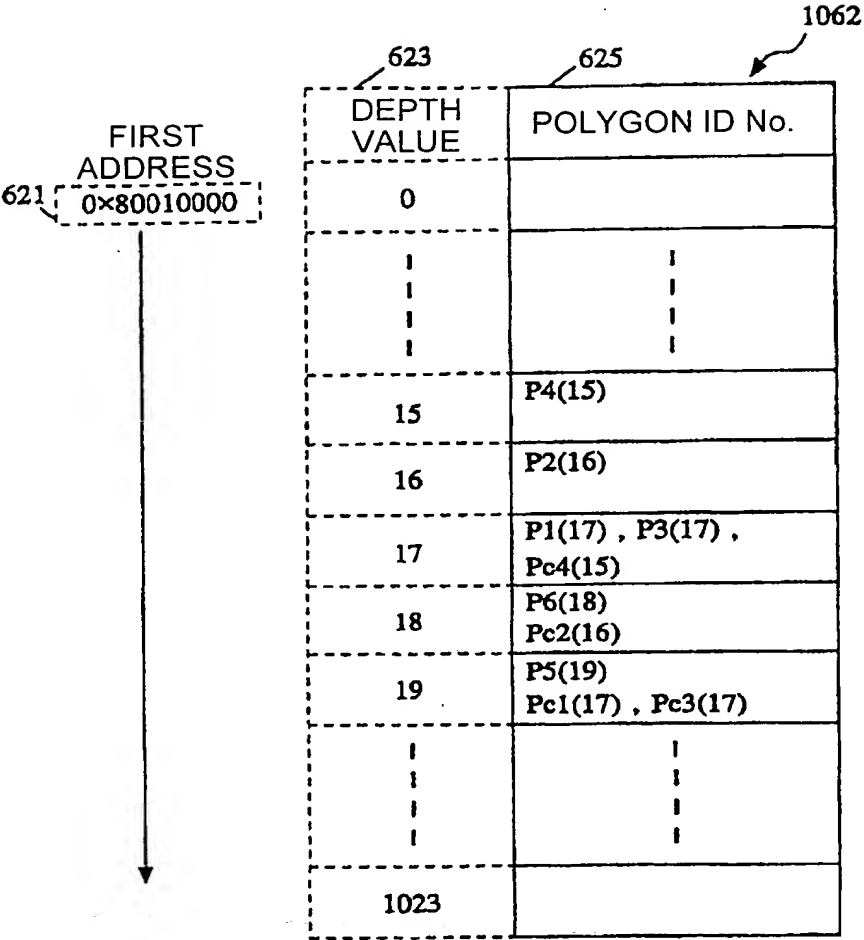 1062
623
625
DEPTH
VALUE
POLYGON ID No.
FIRST
ADDRESS
621
0×80010000
0
15
P4(15)
16
P2(16)
17
P1(17) , P3(17) ,
Pc4(15)
18
P6(18)
Pc2(16)
19
P5(19)
Pc1(17) , Pc3(17)
1023